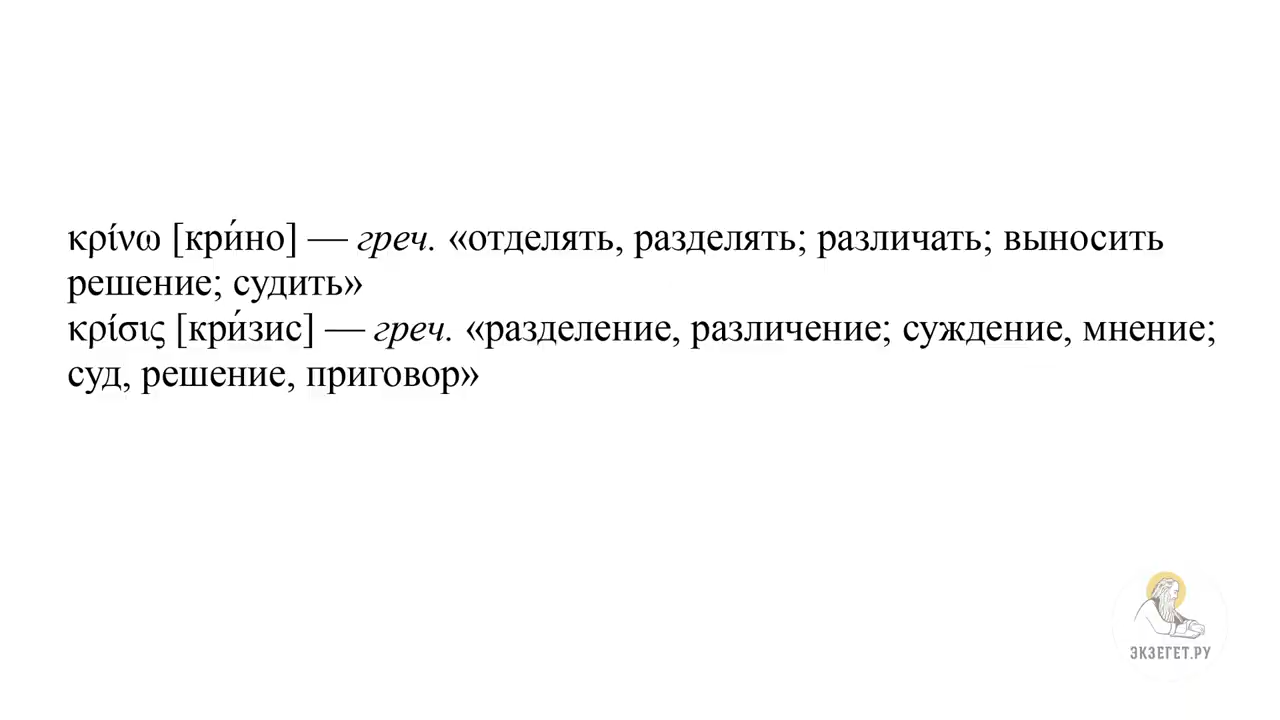 κρίνω [кри́но] — греч. «отделять, разделять; различать; выносить
решение; судить»
κρίσις [кри́зис] — греч. «разделение, различение; суждение, мнение;
суд, решение, приговор»
ЭКЗЕГЕТ.РУ